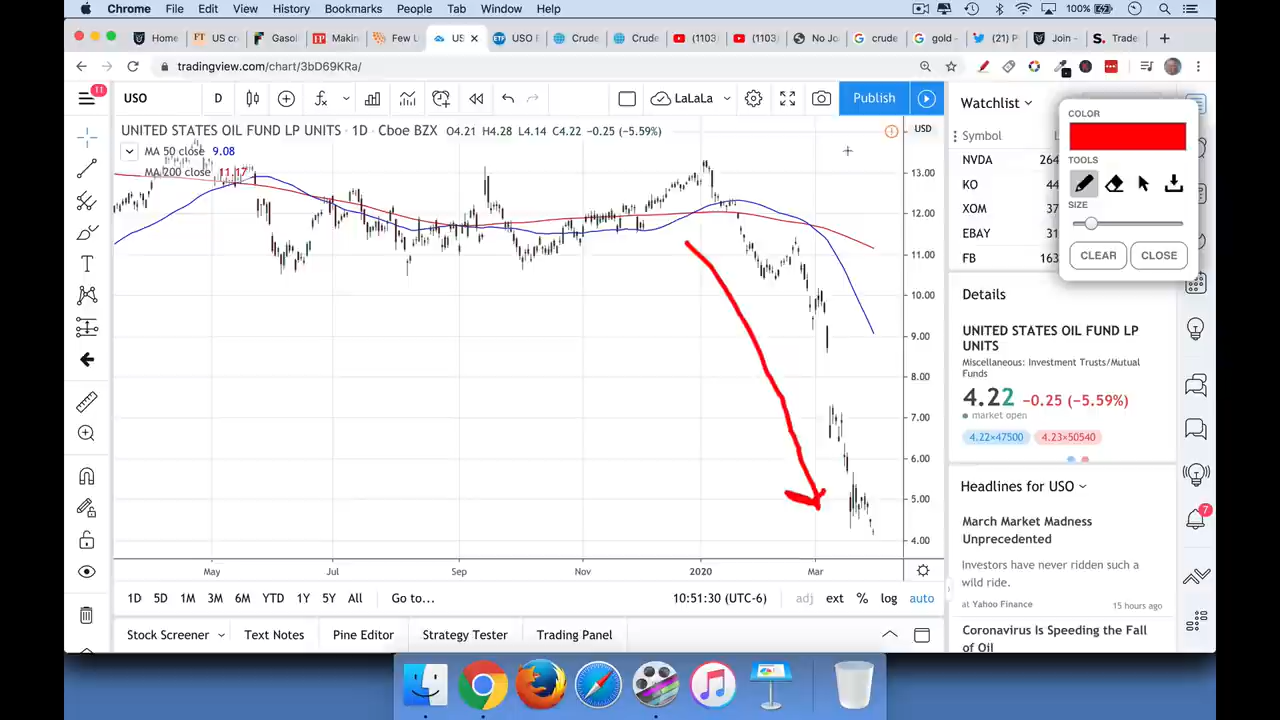 Chrome File Edit View History Bookmarks People Tab Window Help 100%
Home US cr Gasoli Makin Few U US USO F Crude Crude (1103) (1103) No Jo crude gold - (21) P Join - Trade
tradingview.com/chart/3bD69KRa/
11
USO D LaLaLa Publish
Watchlist
COLOR
UNITED STATES OIL FUND LP UNITS · 1D · Cboe BZX O4.21 H4.28 L4.14 C4.22 −0.25 (−5.59%)
USD
Symbol L
MA 50 close 9.08
MA 200 close 11.17
NVDA 264
TOOLS
KO 44
XOM 37
SIZE
EBAY 31
FB 163
CLEAR CLOSE
13.00
12.00
11.00
10.00
9.00
8.00
7.00
6.00
5.00
4.00
Details
UNITED STATES OIL FUND LP
UNITS
Miscellaneous: Investment Trusts/Mutual
Funds
4.22 −0.25 (−5.59%)
market open
4.22×47500 4.23×50540
Headlines for USO
7
March Market Madness
Unprecedented
Investors have never ridden such a
wild ride.
at Yahoo Finance 15 hours ago
Coronavirus Is Speeding the Fall
of Oil
May Jul Sep Nov 2020 Mar
1D 5D 1M 3M 6M YTD 1Y 5Y All Go to... 10:51:30 (UTC-6) adj ext % log auto
Stock Screener Text Notes Pine Editor Strategy Tester Trading Panel